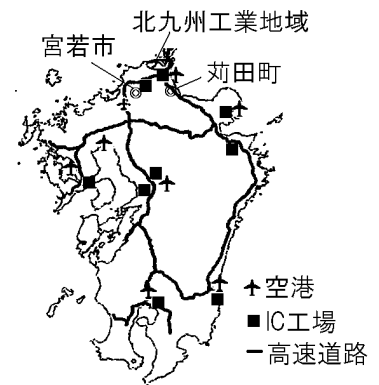 北九州工業地域
宮若市
苅田町
空港
IC工場
高速道路